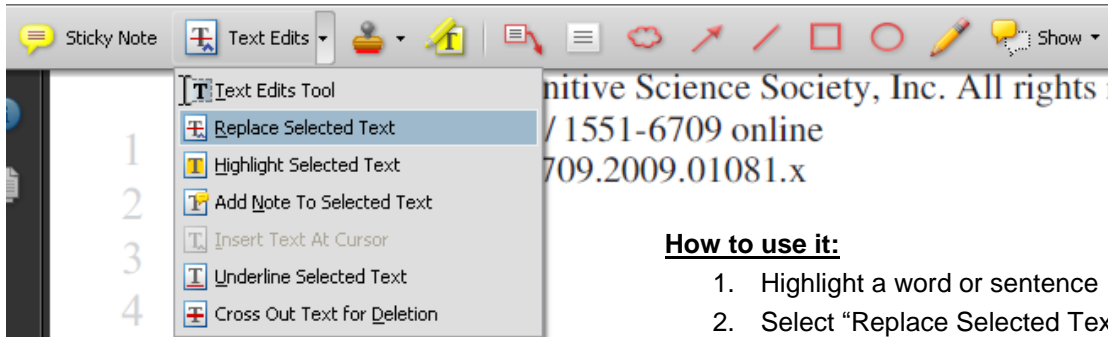 Sticky Note Text Edits Show
Text Edits Tool
Replace Selected Text
Highlight Selected Text
Add Note To Selected Text
Insert Text At Cursor
Underline Selected Text
Cross Out Text for Deletion
nitive Science Society, Inc. All rights
/ 1551-6709 online
709.2009.01081.x
1
2
3
4
How to use it:
1. Highlight a word or sentence
2. Select “Replace Selected